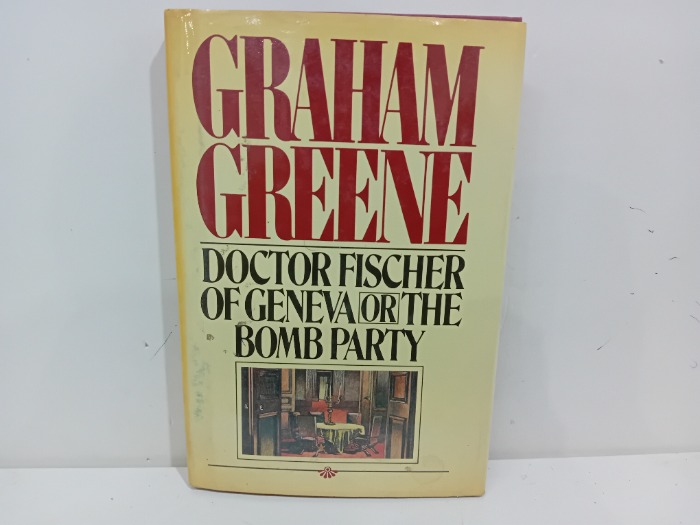 GRAHAM
GREENE
DOCTOR FISCHER
OF GENEVA OR THE
BOMB PARTY